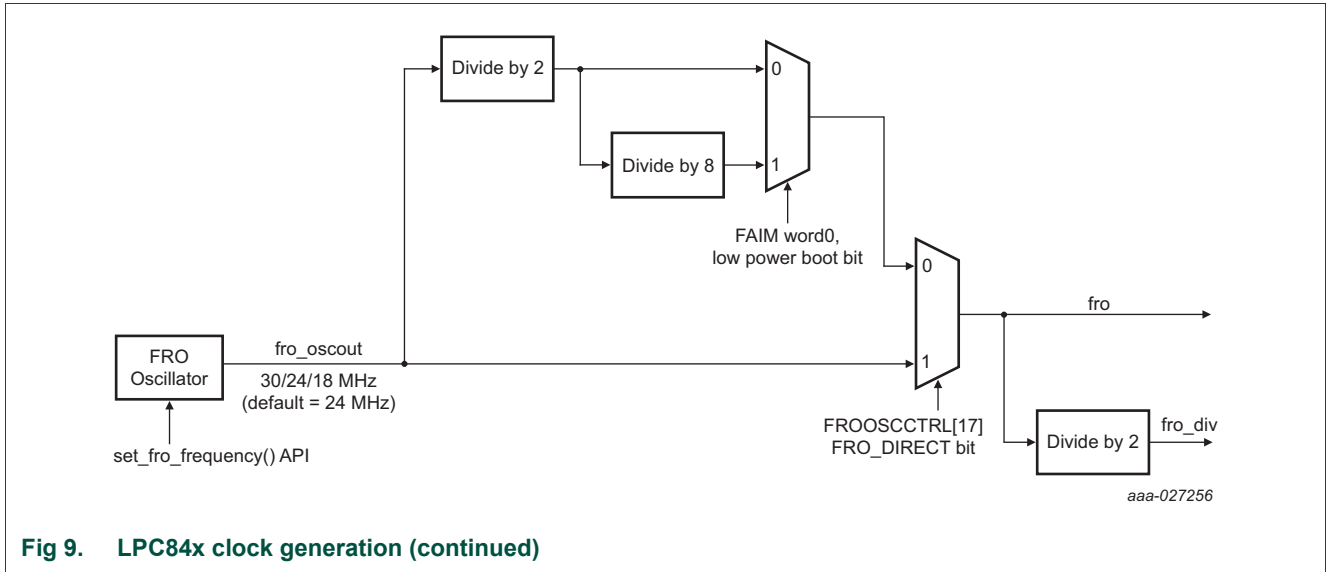 Divide by 2
0
Divide by 8
1
FAIM word0,
low power boot bit
0
fro
FRO
Oscillator
fro_oscout
30/24/18 MHz
(default = 24 MHz)
1
set_fro_frequency() API
FROOSCCTRL[17]
FRO_DIRECT bit
Divide by 2
fro_div
aaa-027256
Fig 9. LPC84x clock generation (continued)